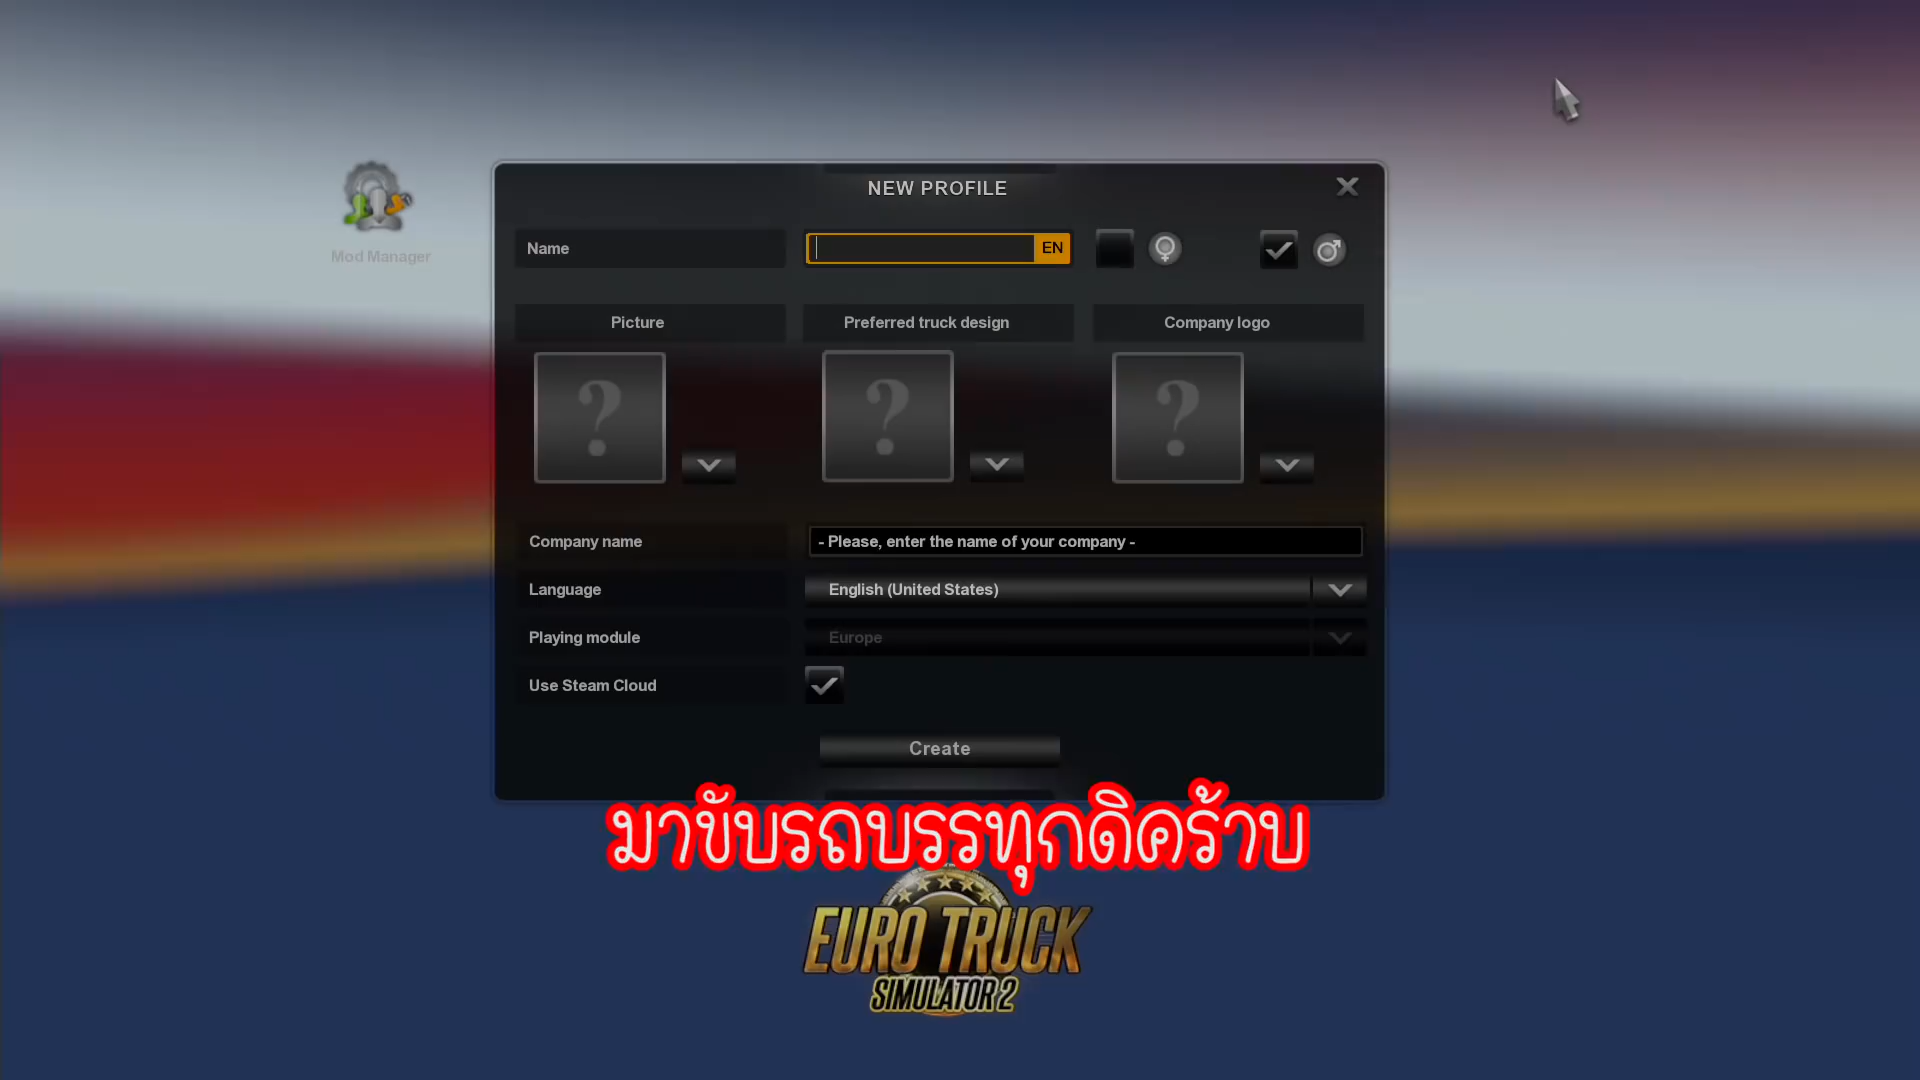 NEW PROFILE
Mod Manager
Name
EN
Picture
Preferred truck design
Company logo
?
?
?
Company name
- Please, enter the name of your company -
Language
English (United States)
Playing module
Europe
Use Steam Cloud
Create
มาขับรถบรรทุกดิคร้าบ
EURO TRUCK
SIMULATOR 2